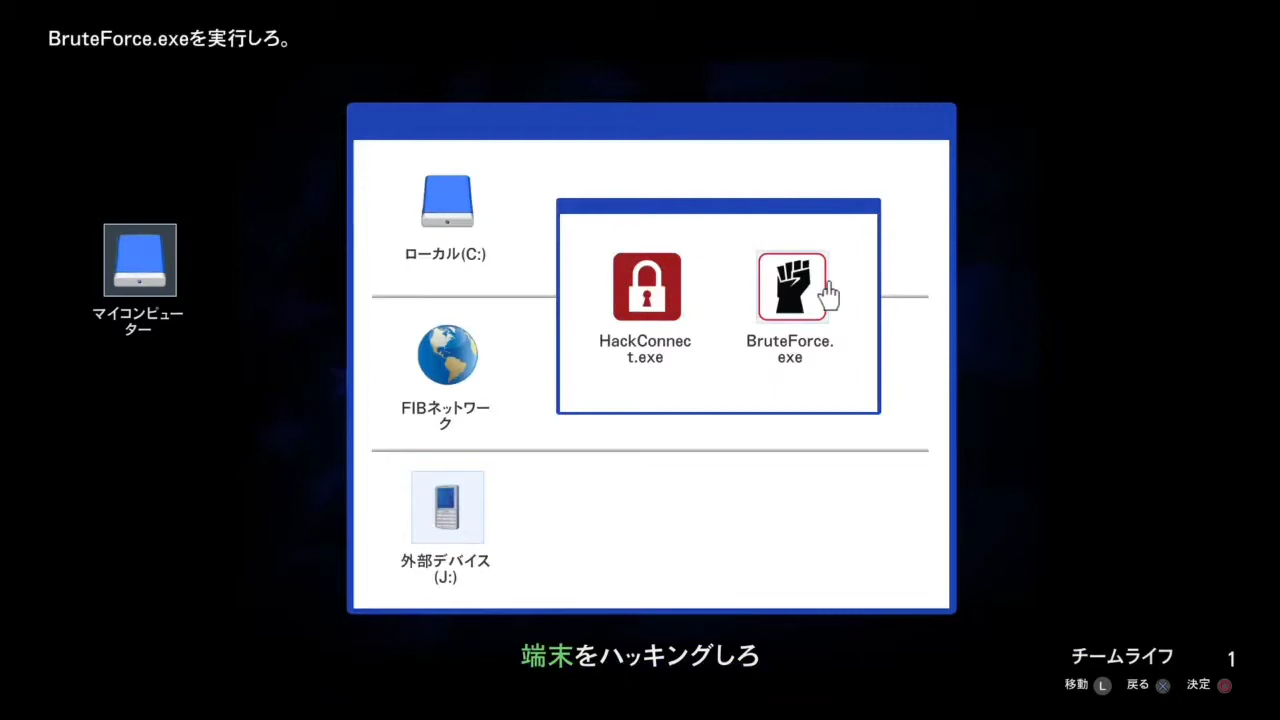 BruteForce.exeを実行しろ。
マイコンピュー
ター
ローカル(C:)
HackConnec
t.exe
BruteForce.
exe
FIBネットワー
ク
外部デバイス
(J:)
端末をハッキングしろ
チームライフ 1
移動 L 戻る 決定